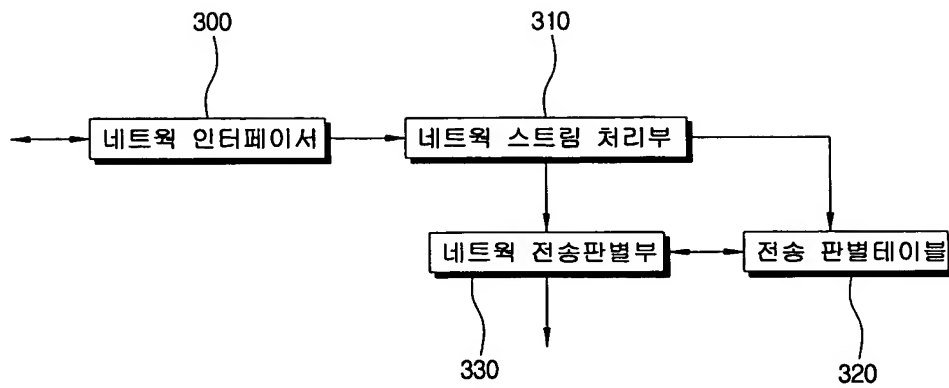 300
310
네트웍 인터페이서
네트웍 스트링 처리부
네트웍 전송판별부
전송 판별테이블
330
320